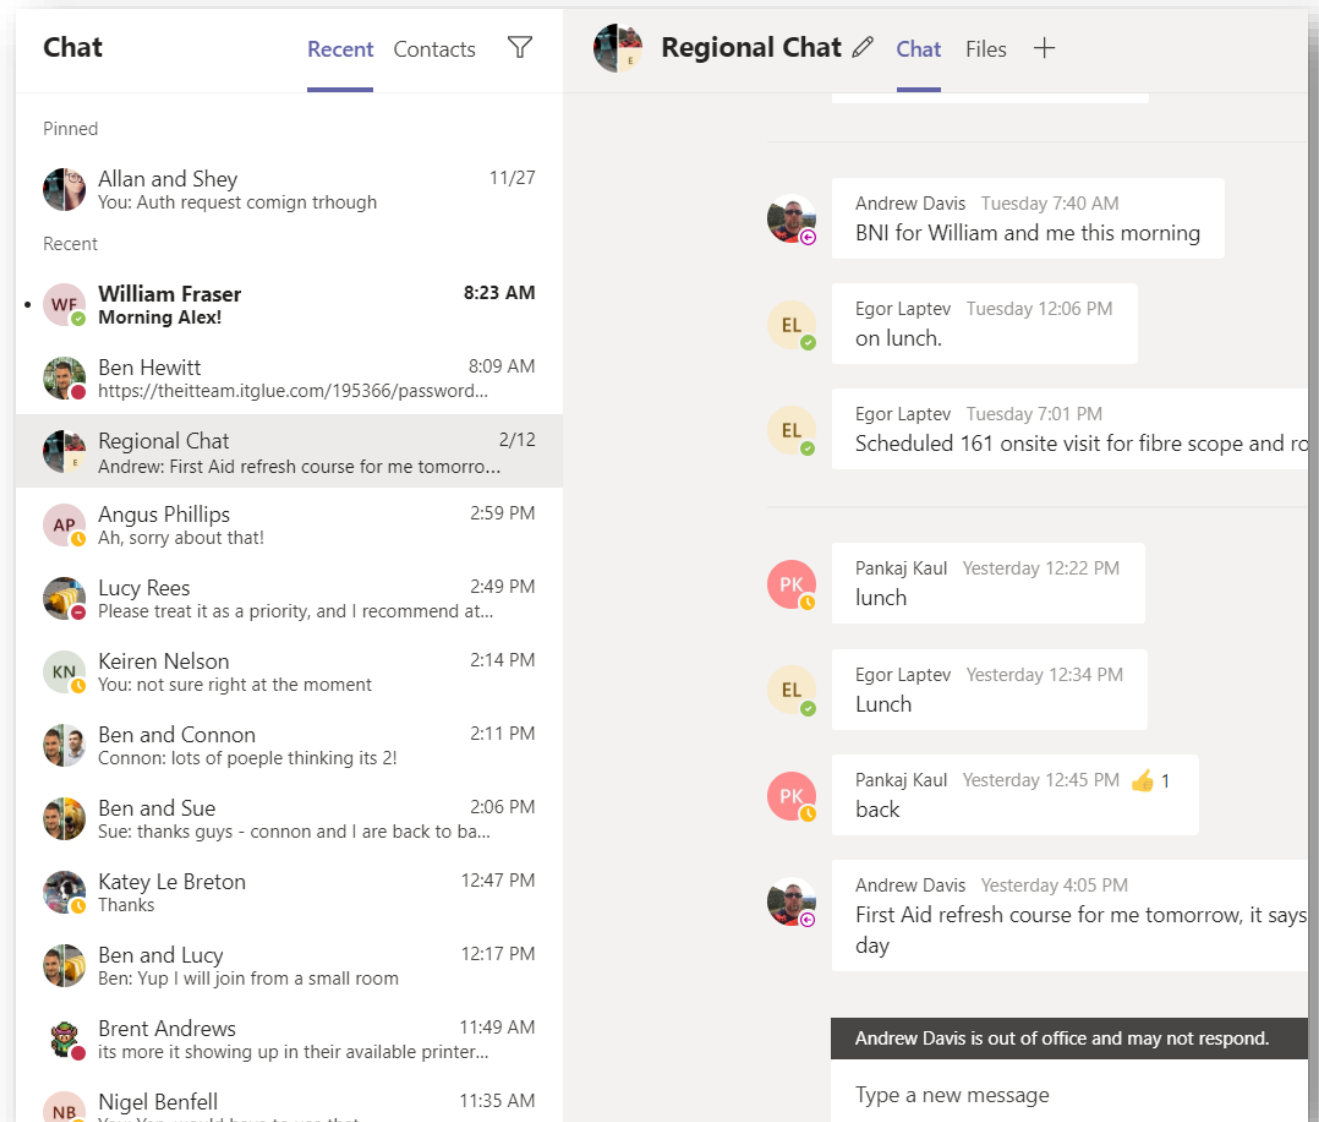 Chat
Recent Contacts
Pinned
Allan and Shey 11/27
You: Auth request comign trhough
Recent
WF William Fraser 8:23 AM
Morning Alex!
Ben Hewitt 8:09 AM
https://theitteam.itglue.com/195366/password...
E Regional Chat 2/12
Andrew: First Aid refresh course for me tomorro...
AP Angus Phillips 2:59 PM
Ah, sorry about that!
Lucy Rees 2:49 PM
Please treat it as a priority, and I recommend at...
KN Keiren Nelson 2:14 PM
You: not sure right at the moment
Ben and Connon 2:11 PM
Connon: lots of poeple thinking its 2!
Ben and Sue 2:06 PM
Sue: thanks guys - connon and I are back to ba...
Katey Le Breton 12:47 PM
Thanks
Ben and Lucy 12:17 PM
Ben: Yup I will join from a small room
Brent Andrews 11:49 AM
its more it showing up in their available printer...
NB Nigel Benfell 11:35 AM
E Regional Chat Chat Files
Andrew Davis Tuesday 7:40 AM
BNI for William and me this morning
EL Egor Laptev Tuesday 12:06 PM
on lunch.
EL Egor Laptev Tuesday 7:01 PM
Scheduled 161 onsite visit for fibre scope and ro
PK Pankaj Kaul Yesterday 12:22 PM
lunch
EL Egor Laptev Yesterday 12:34 PM
Lunch
PK Pankaj Kaul Yesterday 12:45 PM 1
back
Andrew Davis Yesterday 4:05 PM
First Aid refresh course for me tomorrow, it says
day
Andrew Davis is out of office and may not respond.
Type a new message